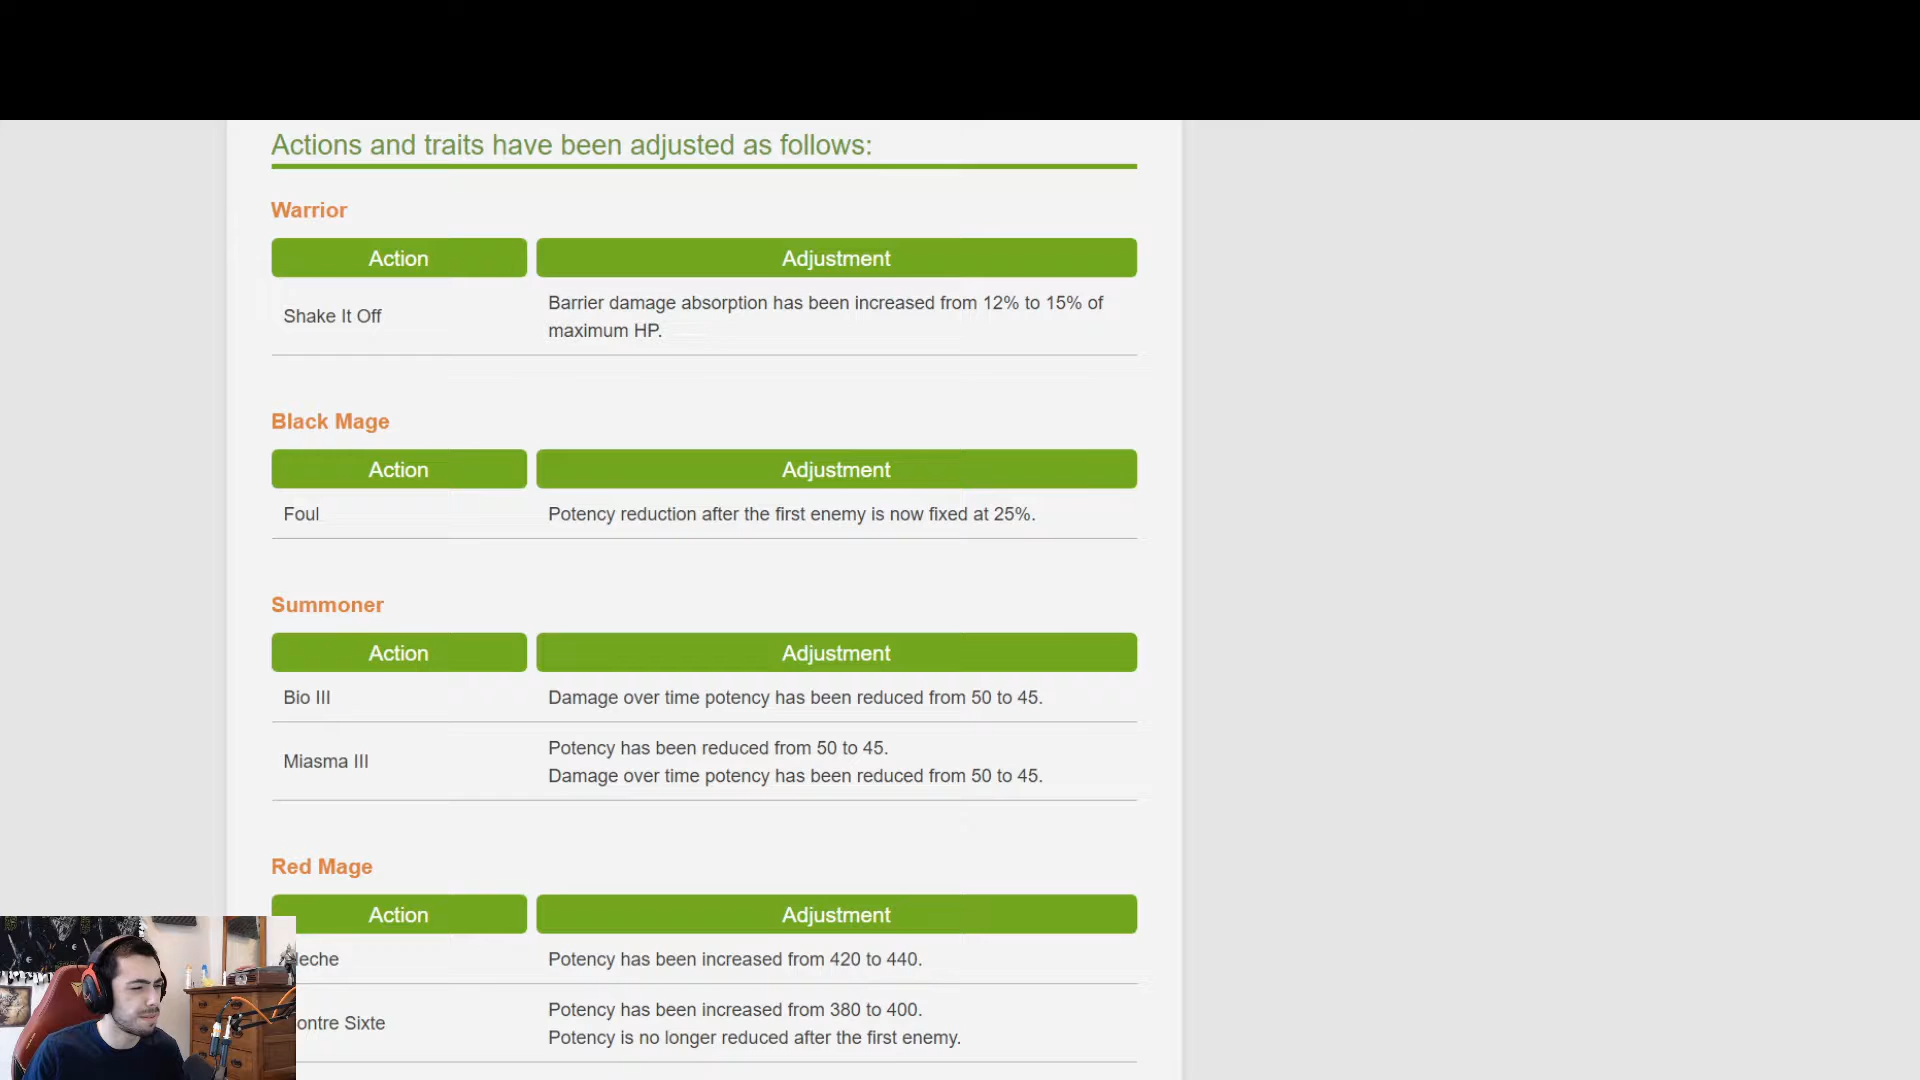 Actions and traits have been adjusted as follows:
Warrior
Action Adjustment
Shake It Off
Barrier damage absorption has been increased from 12% to 15% of
maximum HP.
Black Mage
Action Adjustment
Foul Potency reduction after the first enemy is now fixed at 25%.
Summoner
Action Adjustment
Bio III Damage over time potency has been reduced from 50 to 45.
Miasma III
Potency has been reduced from 50 to 45.
Damage over time potency has been reduced from 50 to 45.
Red Mage
Action Adjustment
leche Potency has been increased from 420 to 440.
ontre Sixte
Potency has been increased from 380 to 400.
Potency is no longer reduced after the first enemy.